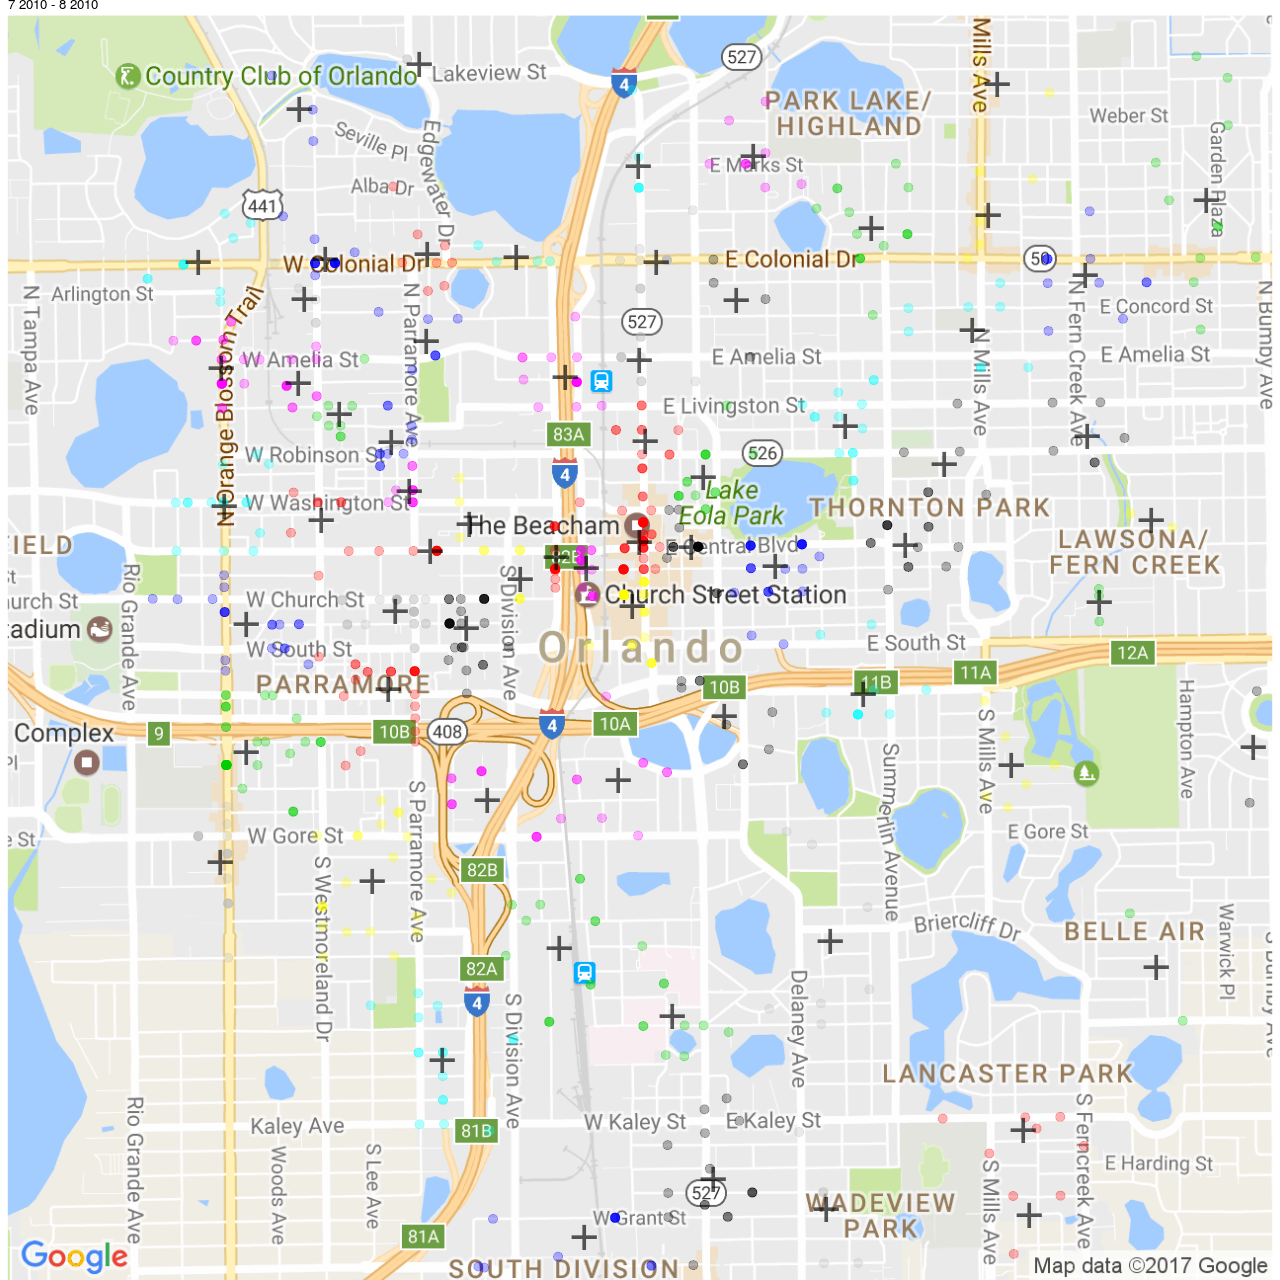 7 2010 - 8 2010
Country Club of Orlando
Lakeview St
4
527
Mills Ave
PARK LAKE/
HIGHLAND
Weber St
Garden Plaza
Seville Pl
Edgewater Dr
E Marks St
Alba Dr
441
W Colonial Dr
E Colonial Dr
50
Arlington St
N Tampa Ave
N Orange Blossom Trail
N Parramore Ave
527
E Concord St
N Fern Creek Ave
N Bumby Ave
N Mills Ave
W Amelia St
E Amelia St
E Amelia St
E Livingston St
83A
W Robinson St
526
4
W Washington St
Lake
Eola Park
THORNTON PARK
The Beacham
FIELD
E Central Blvd
LAWSONA/
FERN CREEK
Rio Grande Ave
S Division Ave
W Church St
Church Street Station
Orlando
W South St
E South St
12A
11A
11B
10B
PARRAMORE
Complex
9
10B
408
4
10A
Hampton Ave
S Mills Ave
Summerlin Avenue
S Parramore Ave
W Gore St
E Gore St
82B
S Westmoreland Dr
Briercliff Dr
BELLE AIR
Warwick Pl
82A
4
S Division Ave
Delaney Ave
S Bumby Ave
LANCASTER PARK
Rio Grande Ave
Kaley Ave
81B
W Kaley St
E Kaley St
S Ferncreek Ave
Woods Ave
S Lee Ave
S Mills Ave
E Harding St
527
WADEVIEW
PARK
W Grant St
81A
SOUTH DIVISION
Google
Map data ©2017 Google